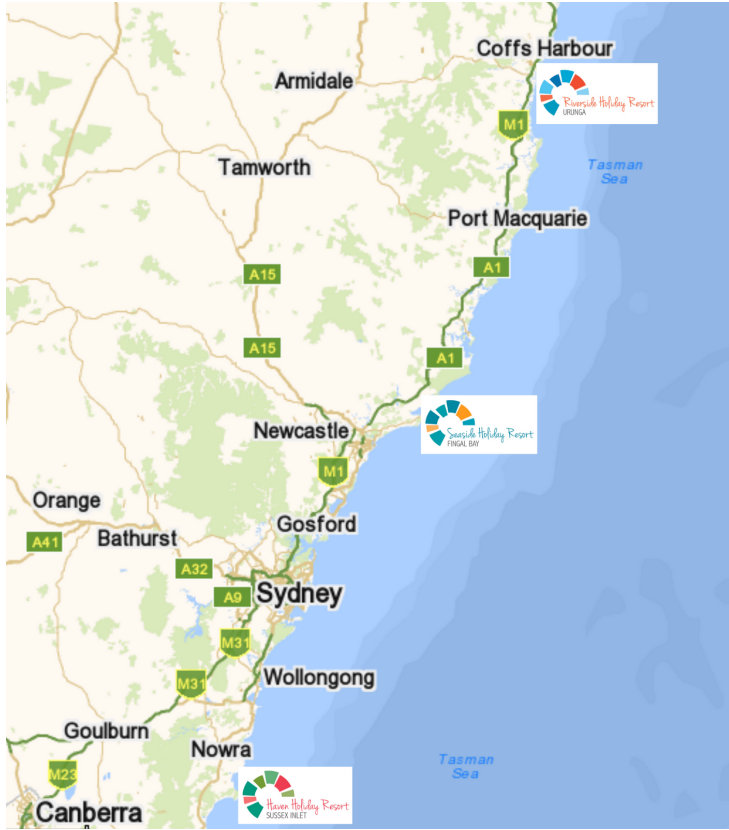 Coffs Harbour
Armidale
Riverside Holiday Resort
URUNGA
M1
Tasman
Sea
Tamworth
Port Macquarie
A1
A15
A15
A1
Seaside Holiday Resort
FINGAL BAY
Newcastle
M1
Orange
Gosford
Bathurst
A41
A32
A9
Sydney
M31
Wollongong
M31
Goulburn
Nowra
Tasman
Sea
M23
Haven Holiday Resort
SUSSEX INLET
Canberra